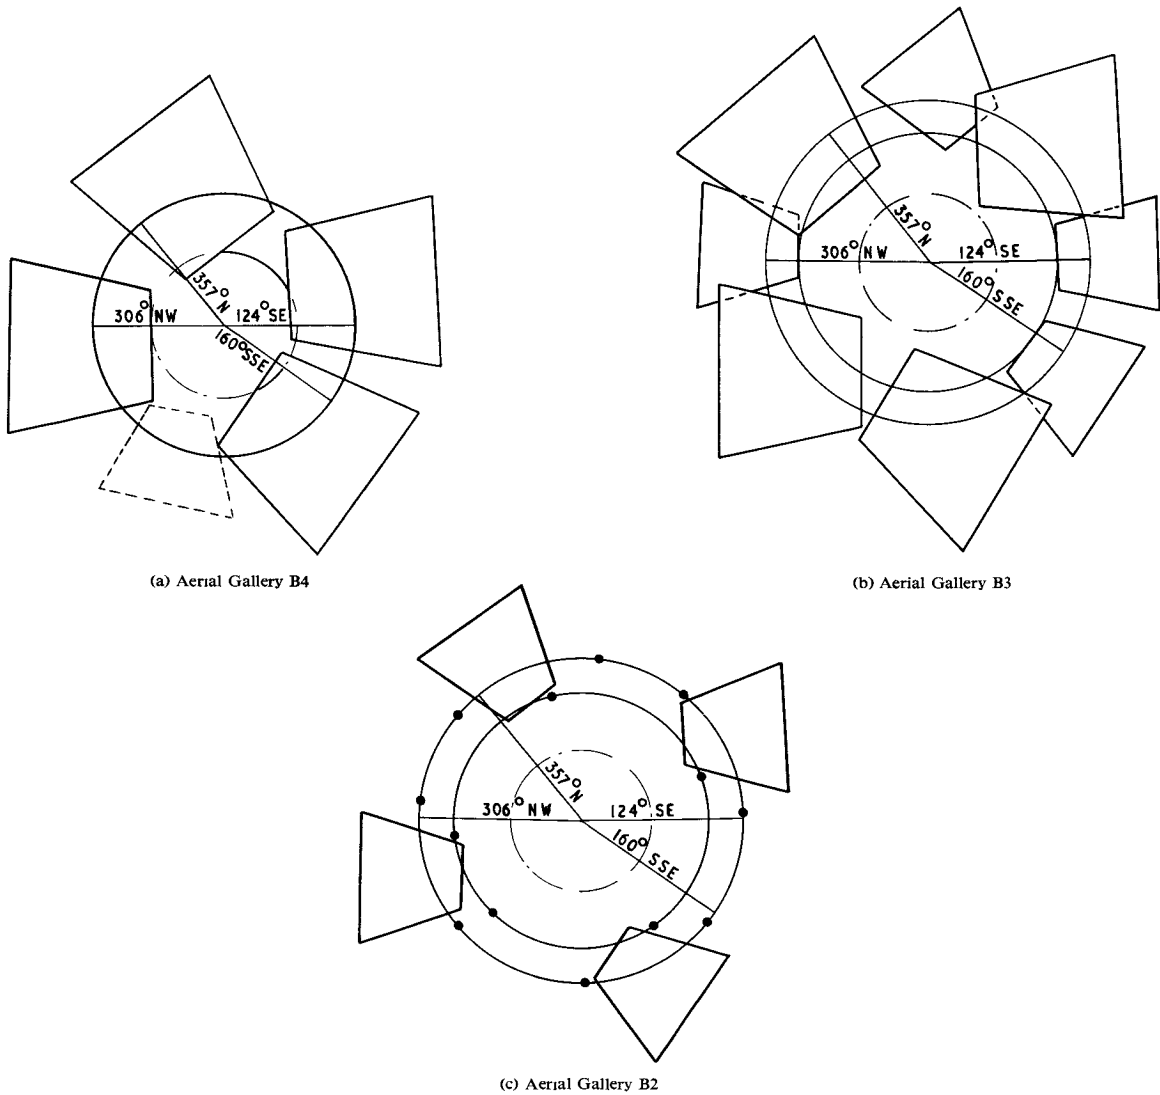 357° N
306° NW
124° SE
160° SSE
(a) Aerial Gallery B4
357° N
306° NW
124° SE
160° SSE
(b) Aerial Gallery B3
357° N
306° NW
124° SE
160° SSE
(c) Aerial Gallery B2